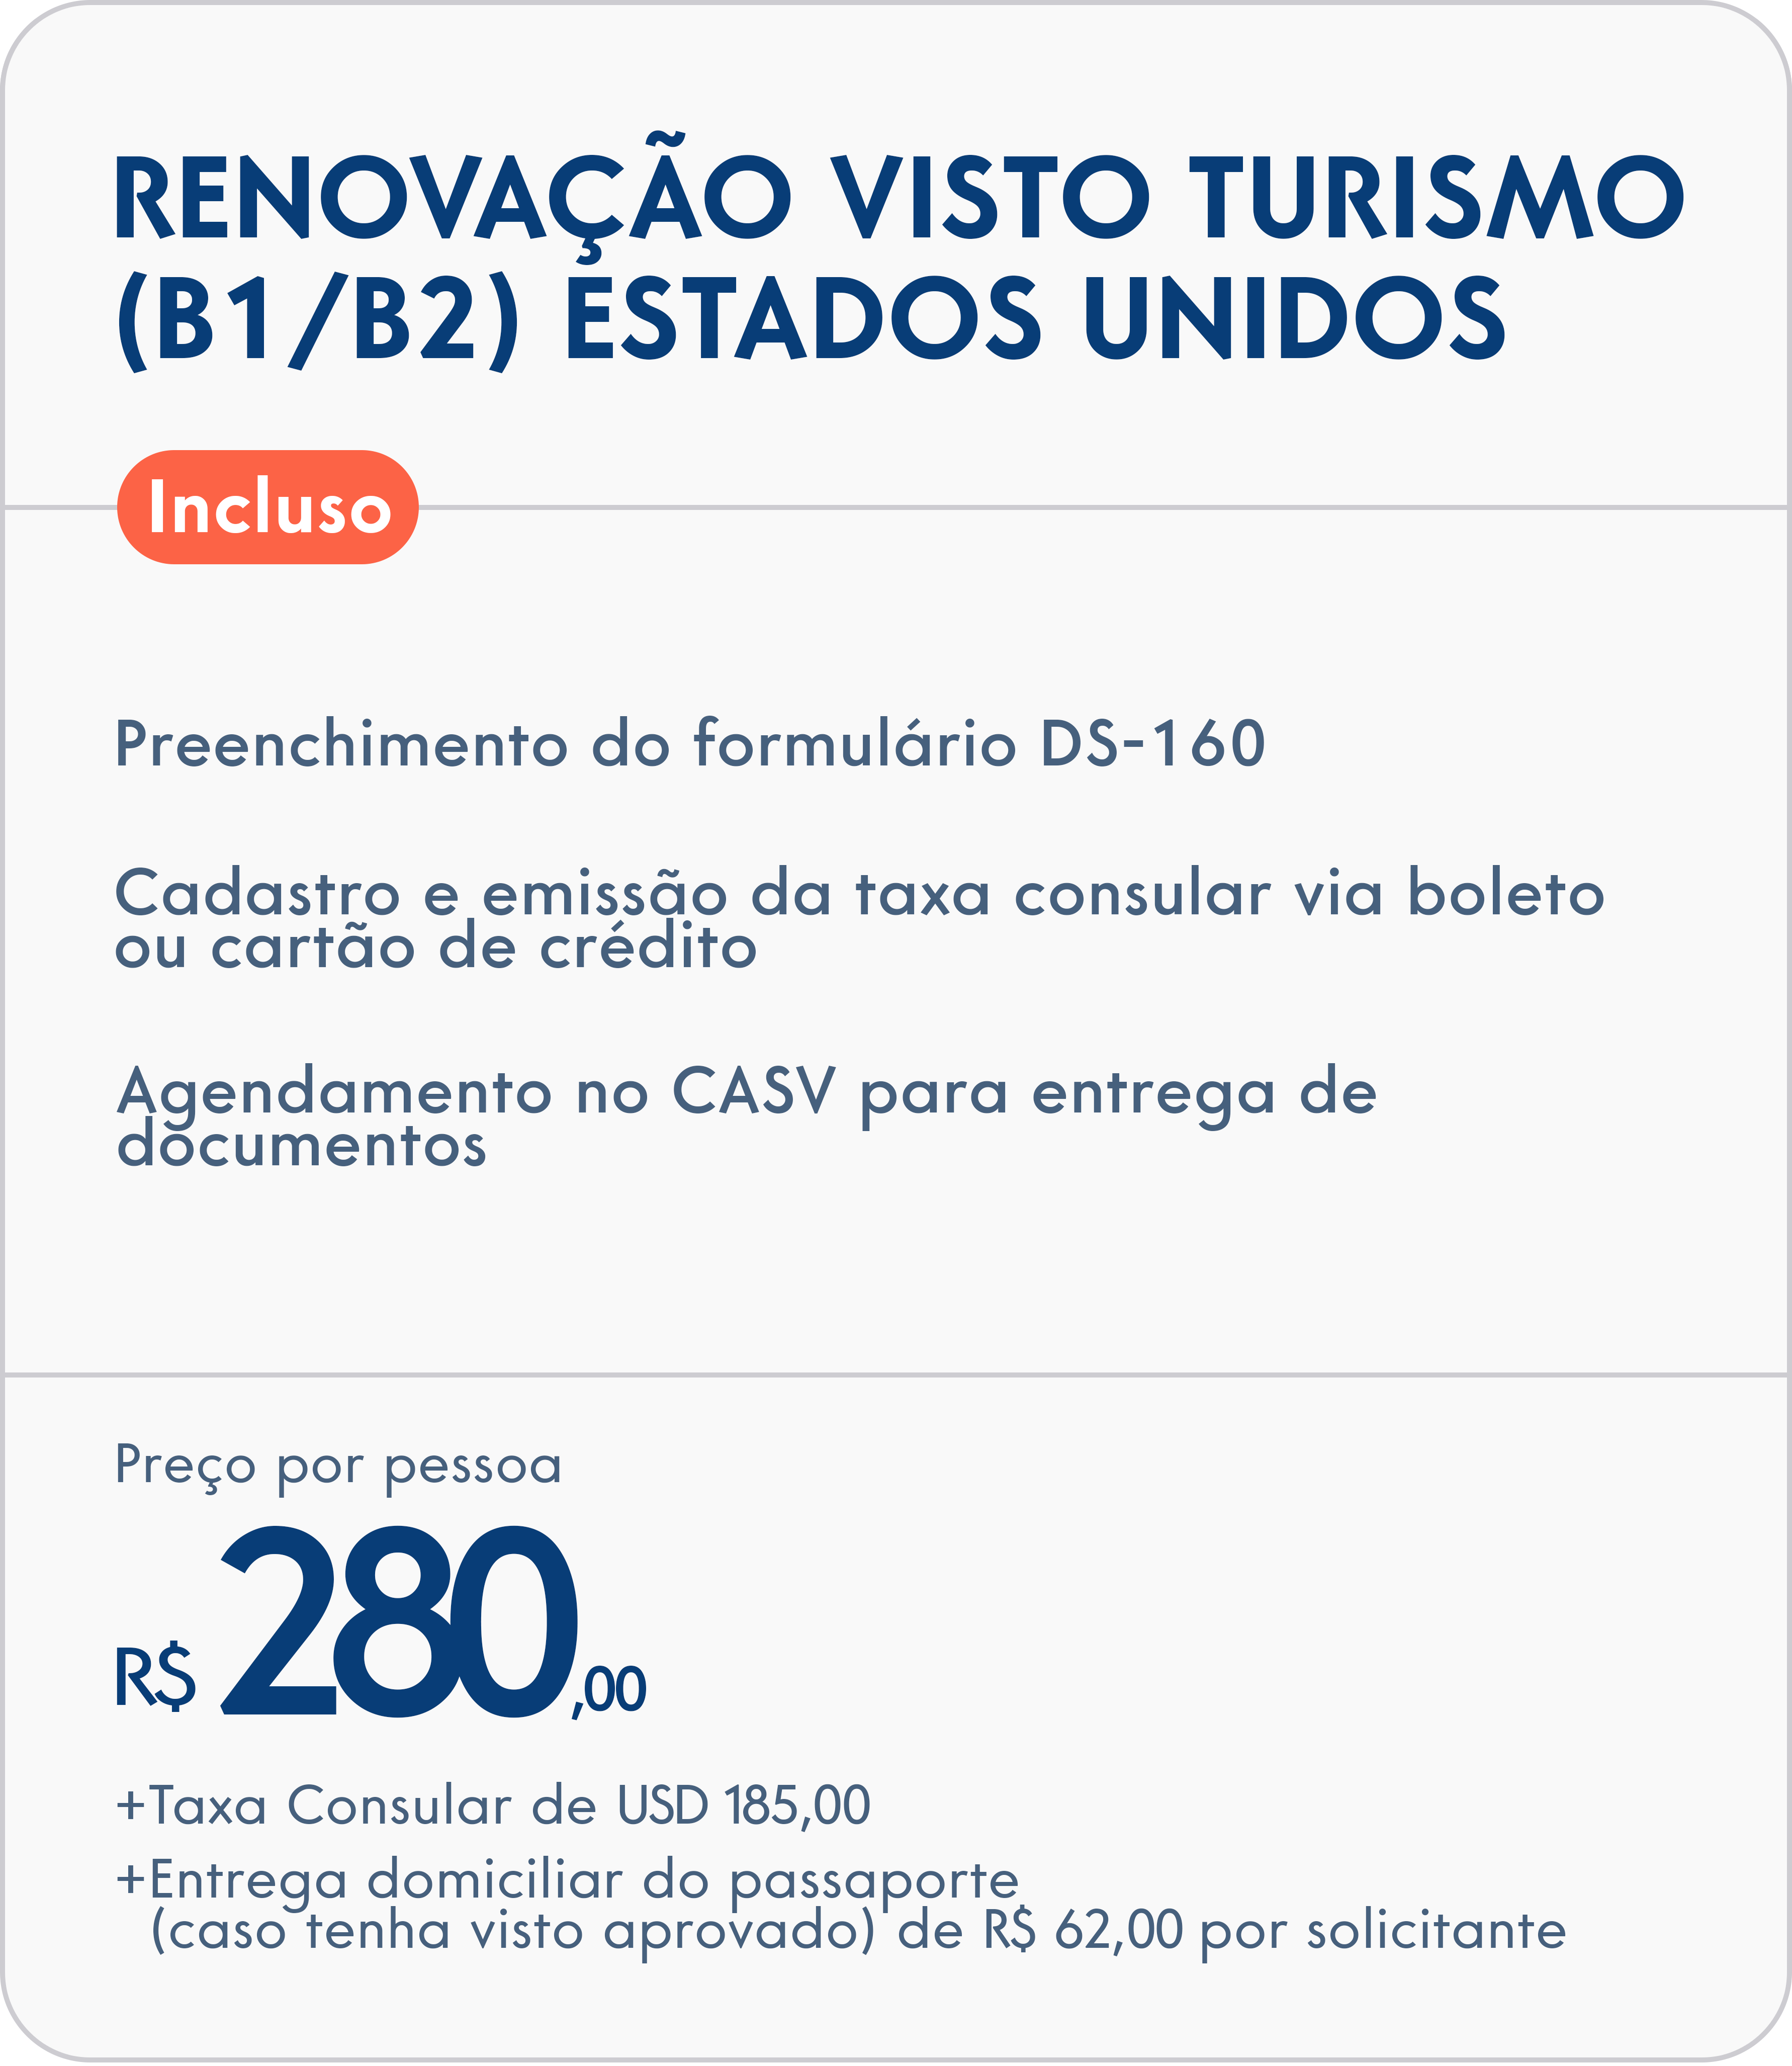 RENOVAÇÃO VISTO TURISMO
(B1/B2) ESTADOS UNIDOS
Incluso
Preenchimento do formulário DS-160
Cadastro e emissão da taxa consular via boleto
ou cartão de crédito
Agendamento no CASV para entrega de
documentos
Preço por pessoa
R$ 280,00
+Taxa Consular de USD 185,00
+Entrega domiciliar do passaporte
(caso tenha visto aprovado) de R$ 62,00 por solicitante